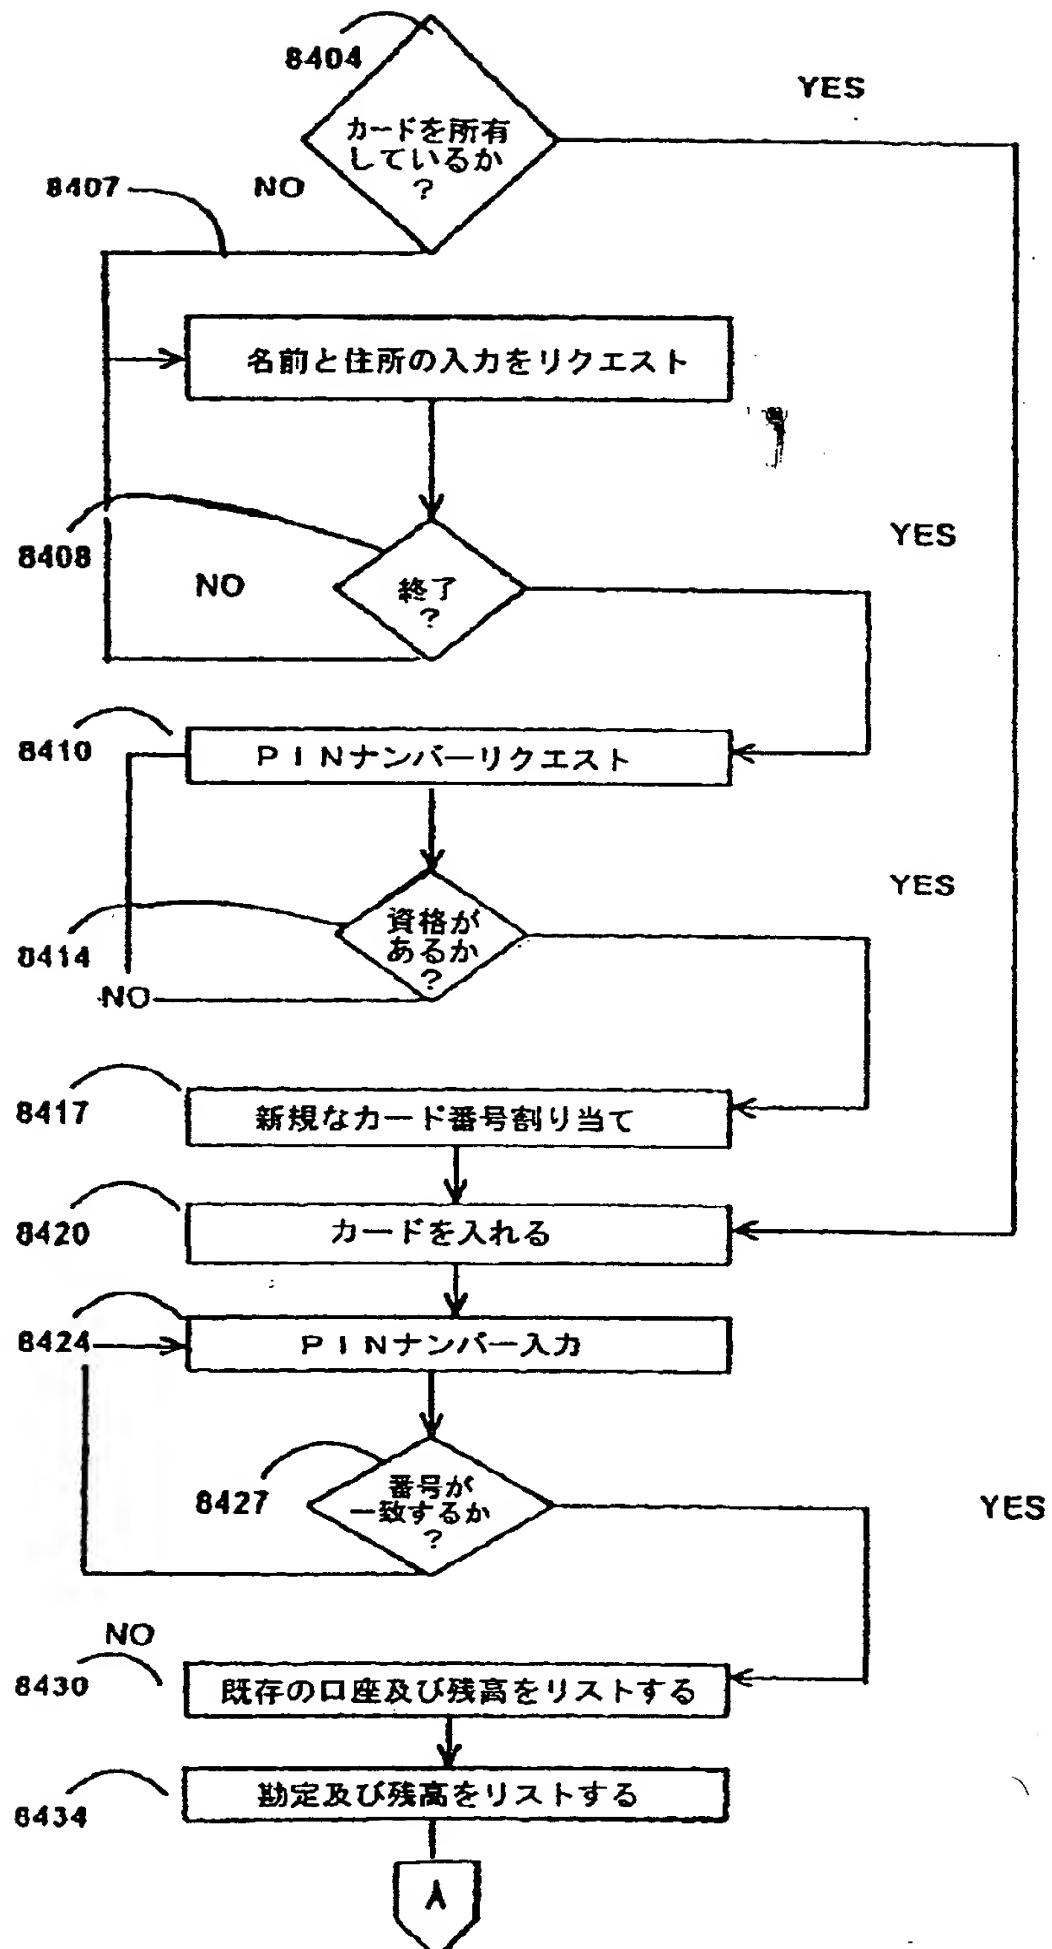 8404
YES
カードを所有
しているか
?
8407
NO
名前と住所の入力をリクエスト
8408
YES
NO
終了
?
8410
PINナンバーリクエスト
YES
8414
資格が
あるか
?
NO
8417
新規なカード番号割り当て
8420
カードを入れる
8424
PINナンバー入力
8427
番号が
一致するか
?
YES
NO
8430
既存の口座及び残高をリストする
8434
勘定及び残高をリストする
A